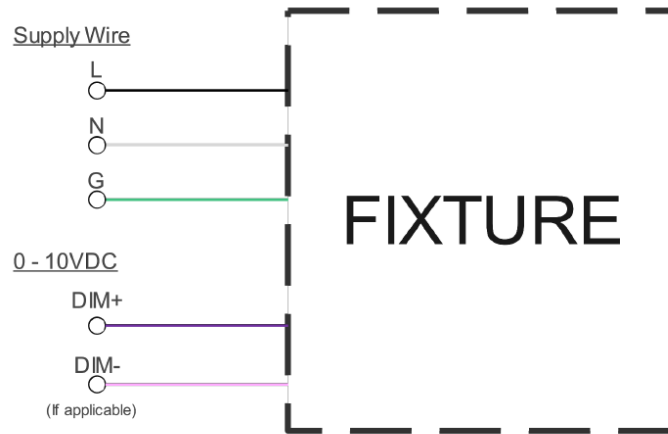 Supply Wire
L
N
G
FIXTURE
0 - 10VDC
DIM+
DIM-
(If applicable)